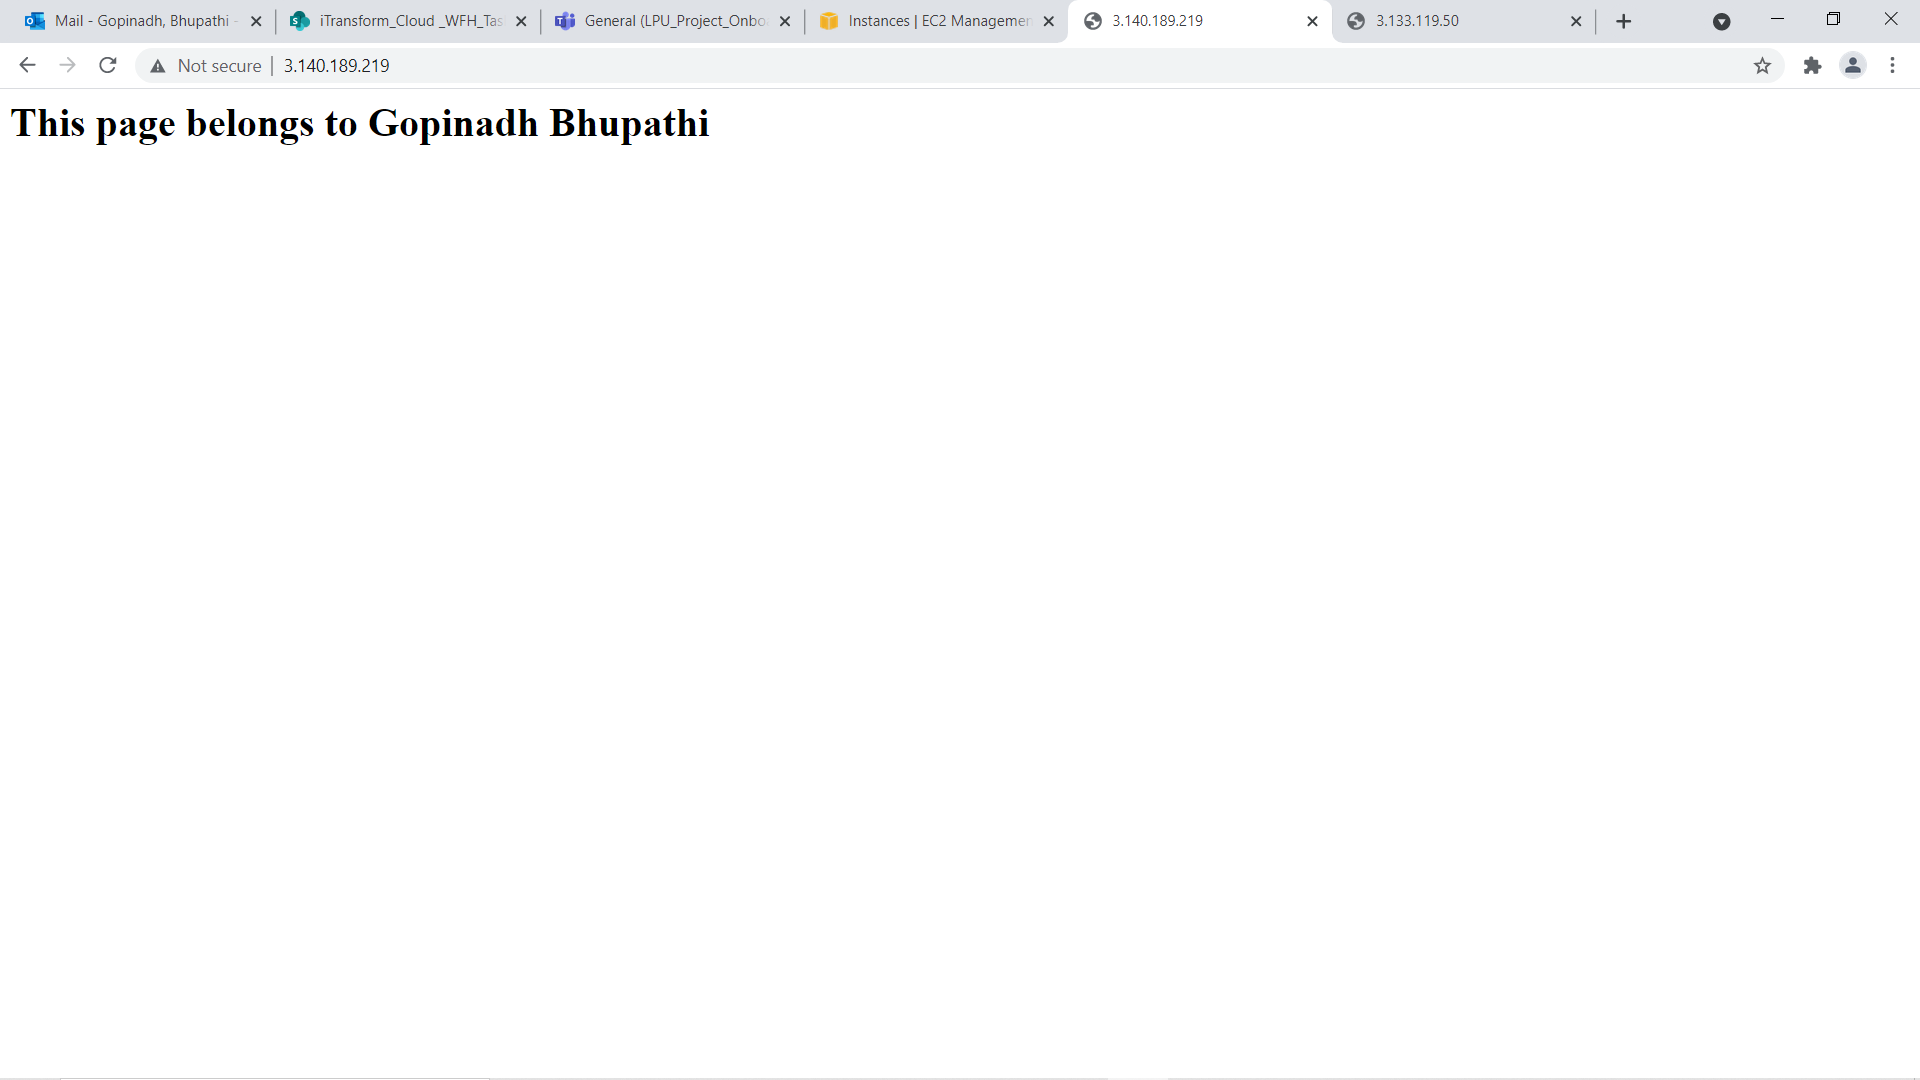 Mail - Gopinadh, Bhupathi -
iTransform_Cloud _WFH_Tas
General (LPU_Project_Onbo
Instances | EC2 Managemen
3.140.189.219
3.133.119.50
Not secure
3.140.189.219
This page belongs to Gopinadh Bhupathi